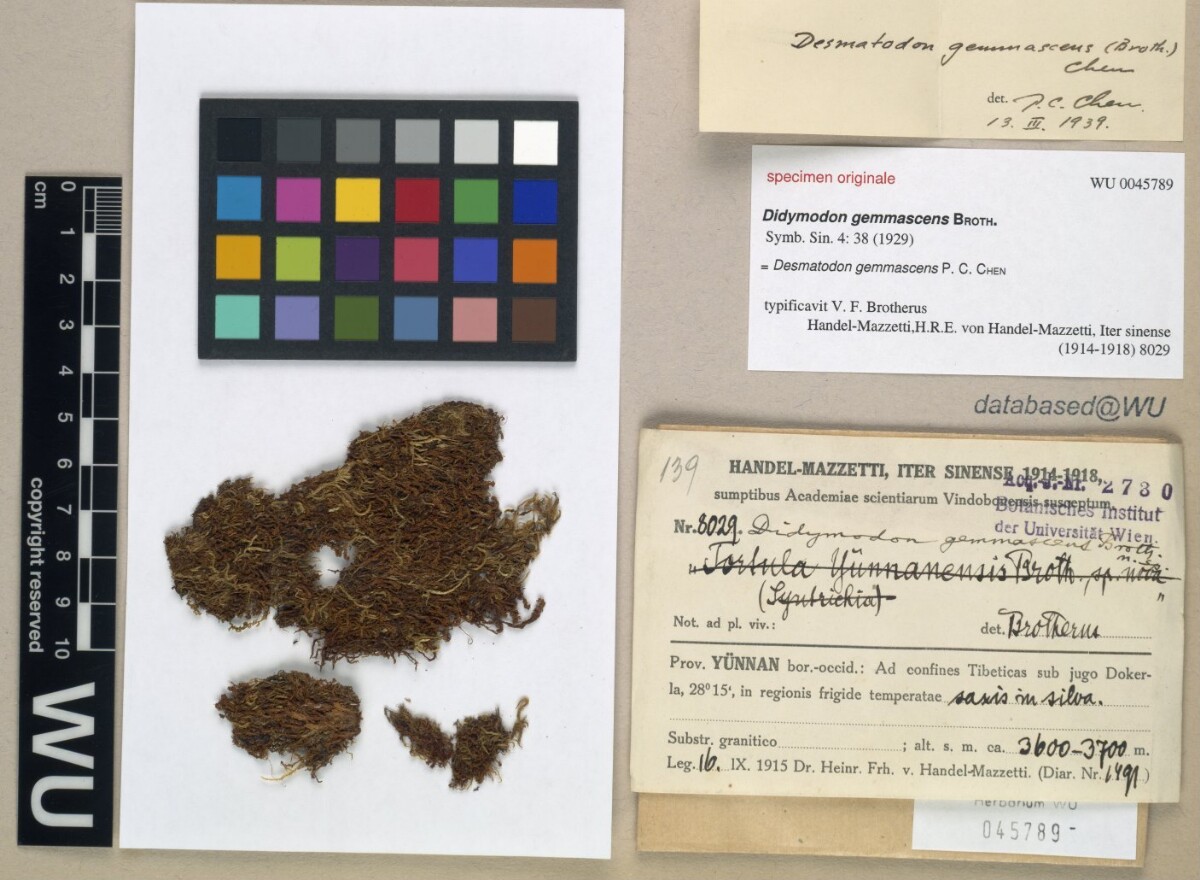 Desmatodon gemmascens (Broth.)
Chen
det. P. C. Chen.
13. III. 1939.
specimen originale
WU 0045789
Didymodon gemmascens BROTH.
Symb. Sin. 4: 38 (1929)
= Desmatodon gemmascens P. C. CHEN
typificavit V. F. Brotherus
Handel-Mazzetti,H.R.E. von Handel-Mazzetti, Iter sinense
(1914-1918) 8029
databased@WU
139
HANDEL-MAZZETTI, ITER SINENSE 1914-1918,
sumptibus Academiae scientiarum Vindobonensis susceptum.
Acq.-Nr. 2730
Botanisches Institut
der Universität Wien.
Nr. 8029. Didymodon gemmascens Broth.
n. sp.
"Tortula Yünnanensis Broth. sp. nova
(Syntrichia) "
Not. ad pl. viv.:
det. Brotherus
Prov. YÜNNAN bor.-occid.: Ad confines Tibeticas sub jugo Doker-
la, 28°15', in regionis frigide temperatae saxis in silva.
Substr. granitico ; alt. s. m. ca. 3600-3700 m.
Leg. 16. IX. 1915 Dr. Heinr. Frh. v. Handel-Mazzetti. (Diar. Nr. 1491)
Herbarium WU
045789-
cm
0
1
2
3
4
5
6
7
8
9
10
copyright reserved
WU